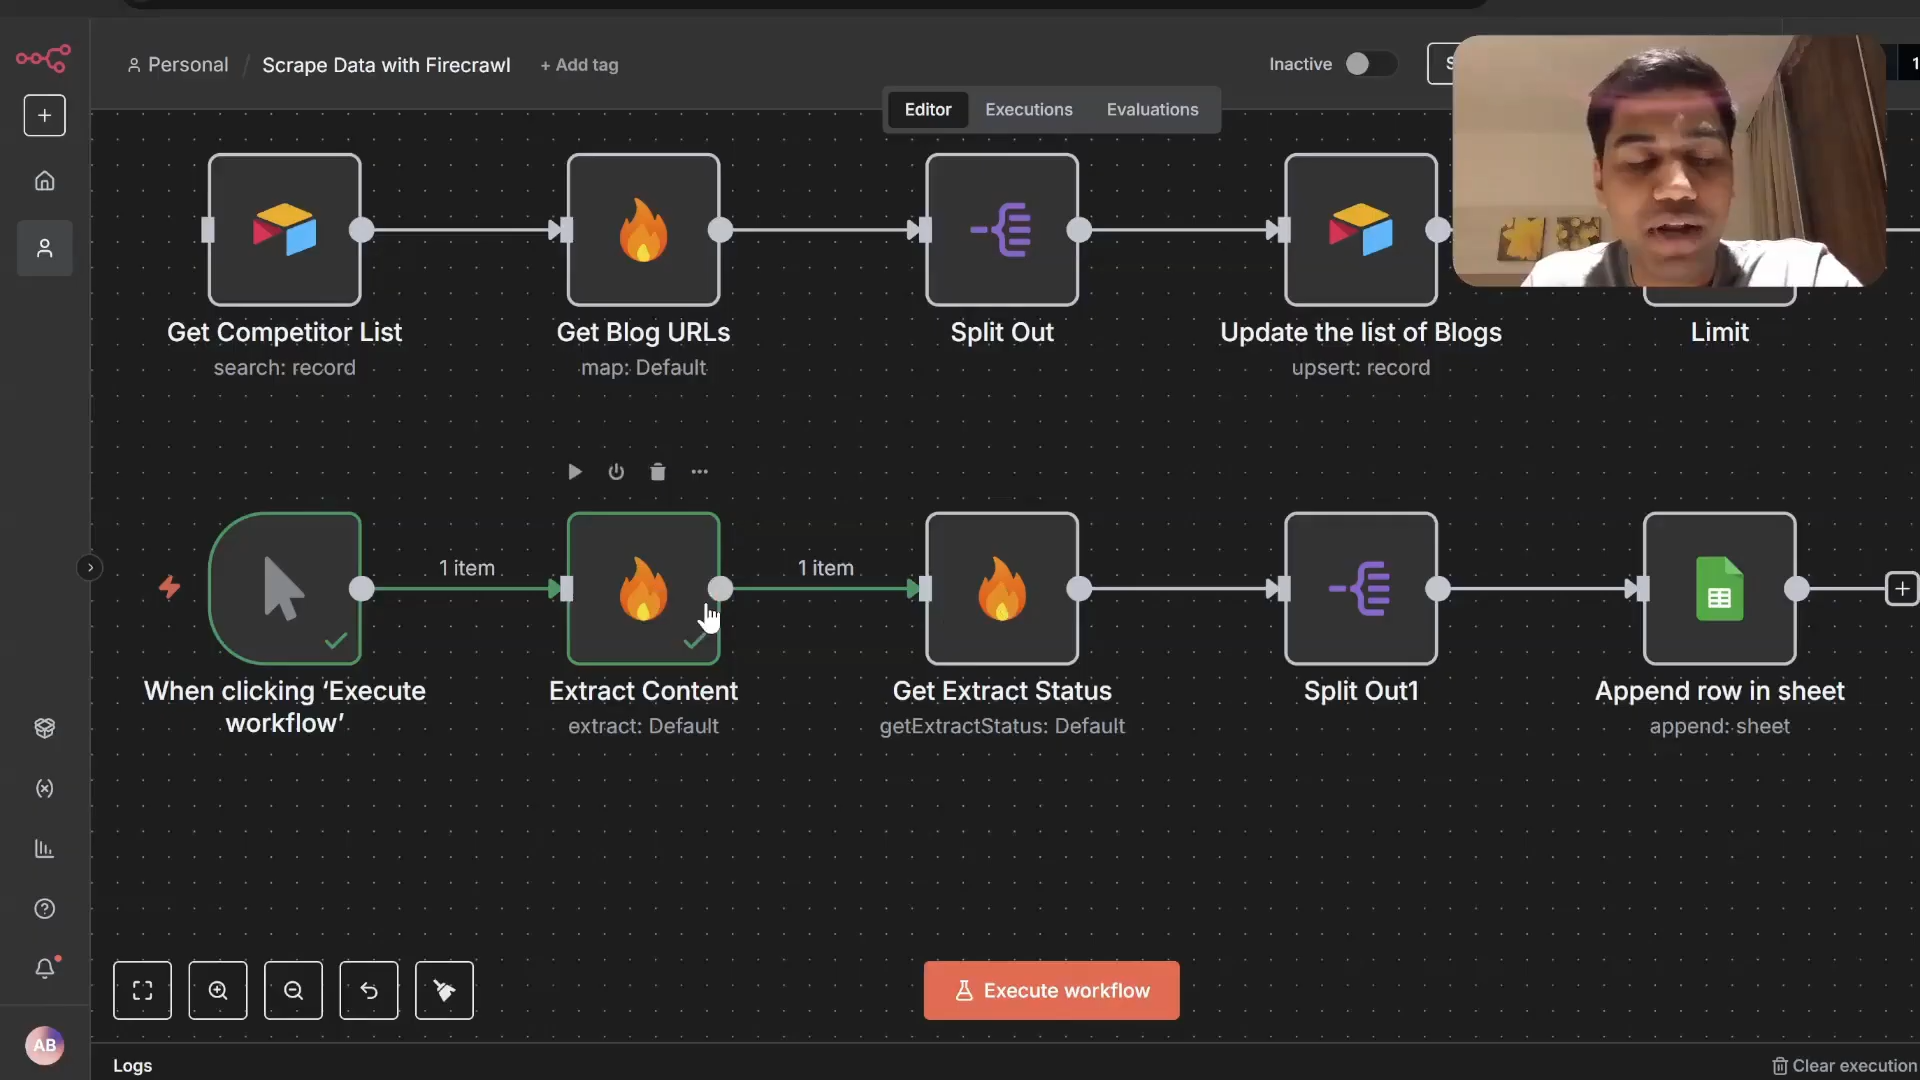 Personal / Scrape Data with Firecrawl + Add tag
Inactive
S
1
Editor Executions Evaluations
Get Competitor List
search: record
Get Blog URLs
map: Default
Split Out
Update the list of Blogs
upsert: record
Limit
1 item
1 item
When clicking ‘Execute
workflow’
Extract Content
extract: Default
Get Extract Status
getExtractStatus: Default
Split Out1
Append row in sheet
append: sheet
Execute workflow
AB
Logs
Clear execution